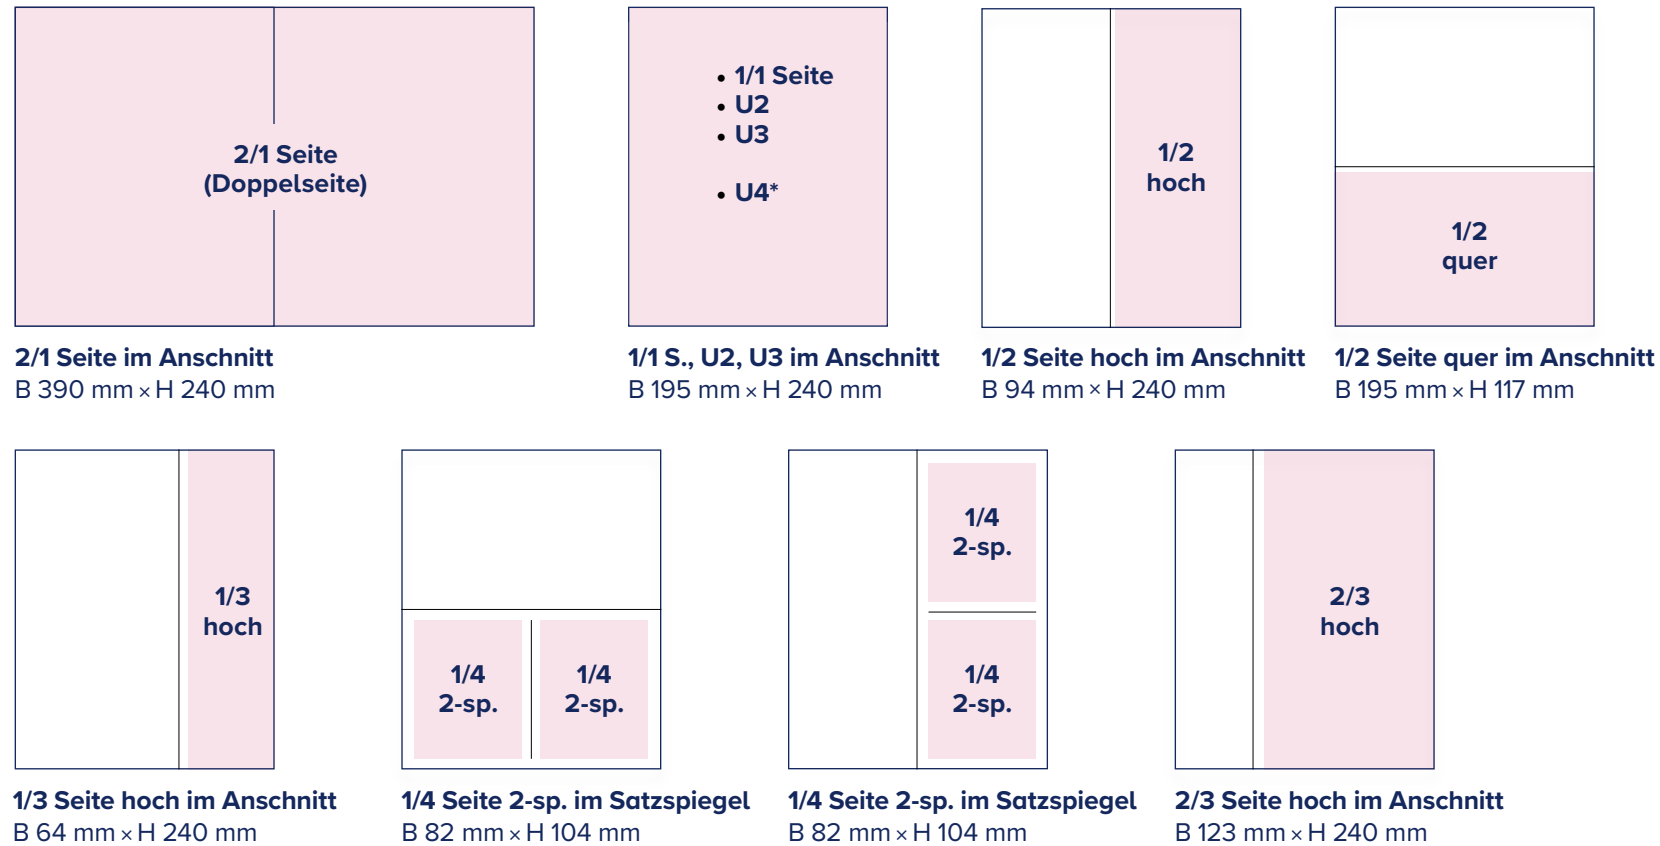 2/1 Seite
(Doppelseite)
• 1/1 Seite
• U2
• U3
• U4*
1/2
hoch
1/2
quer
2/1 Seite im Anschnitt
B 390 mm × H 240 mm
1/1 S., U2, U3 im Anschnitt
B 195 mm × H 240 mm
1/2 Seite hoch im Anschnitt
B 94 mm × H 240 mm
1/2 Seite quer im Anschnitt
B 195 mm × H 117 mm
1/3
hoch
1/4
2-sp.
1/4
2-sp.
1/4
2-sp.
1/4
2-sp.
2/3
hoch
1/3 Seite hoch im Anschnitt
B 64 mm × H 240 mm
1/4 Seite 2-sp. im Satzspiegel
B 82 mm × H 104 mm
1/4 Seite 2-sp. im Satzspiegel
B 82 mm × H 104 mm
2/3 Seite hoch im Anschnitt
B 123 mm × H 240 mm